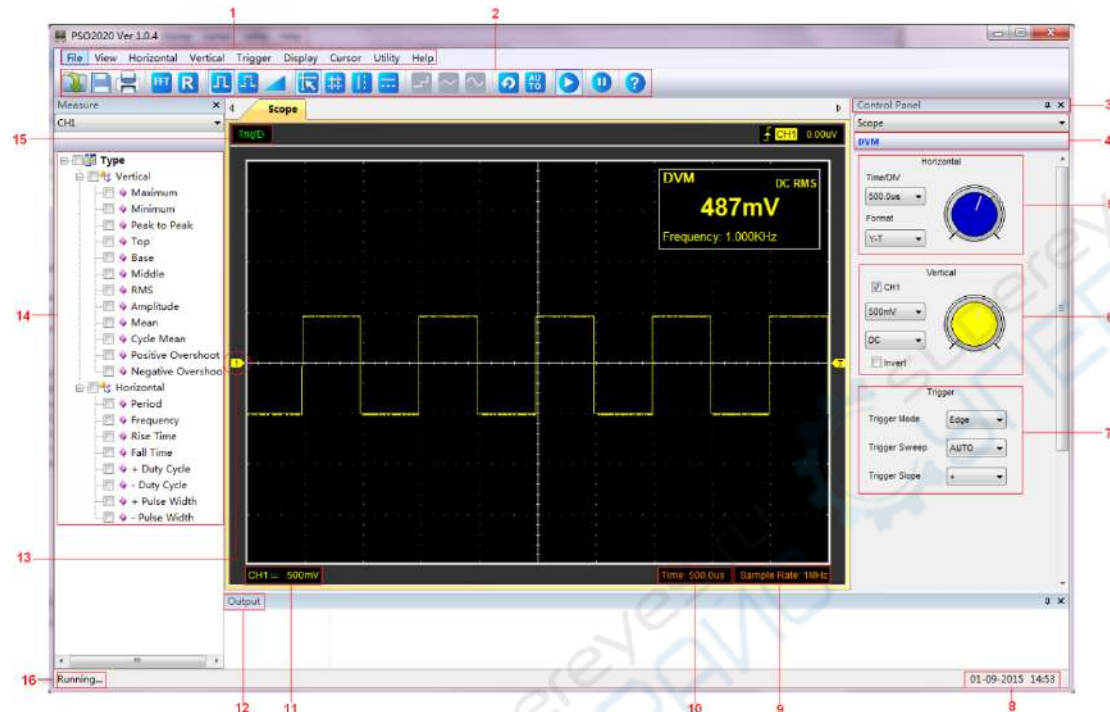 1
2
PSO2020 Ver 1.0.4
File View Horizontal Vertical Trigger Display Cursor Utility Help
FFT R AUTO ?
Measure
CH1
Type
Vertical
Maximum
Minimum
Peak to Peak
Top
Base
Middle
RMS
Amplitude
Mean
Cycle Mean
Positive Overshoot
Negative Overshoo
Horizontal
Period
Frequency
Rise Time
Fall Time
+ Duty Cycle
- Duty Cycle
+ Pulse Width
- Pulse Width
Scope
Trig'D
CH1 0.00uV
DVM
DC RMS
487mV
Frequency: 1.000KHz
1
T
CH1 500mV
Time: 500.0us
Sample Rate: 1MHz
Control Panel
Scope
DVM
Horizontal
Time/DIV
500.0us
Format
Y-T
Vertical
CH1
500mV
DC
Invert
Trigger
Trigger Mode Edge
Trigger Sweep AUTO
Trigger Slope +
Output
Running...
01-09-2015 14:53
3
4
5
6
7
8
9
10
11
12
13
14
15
16
supereyes.ru